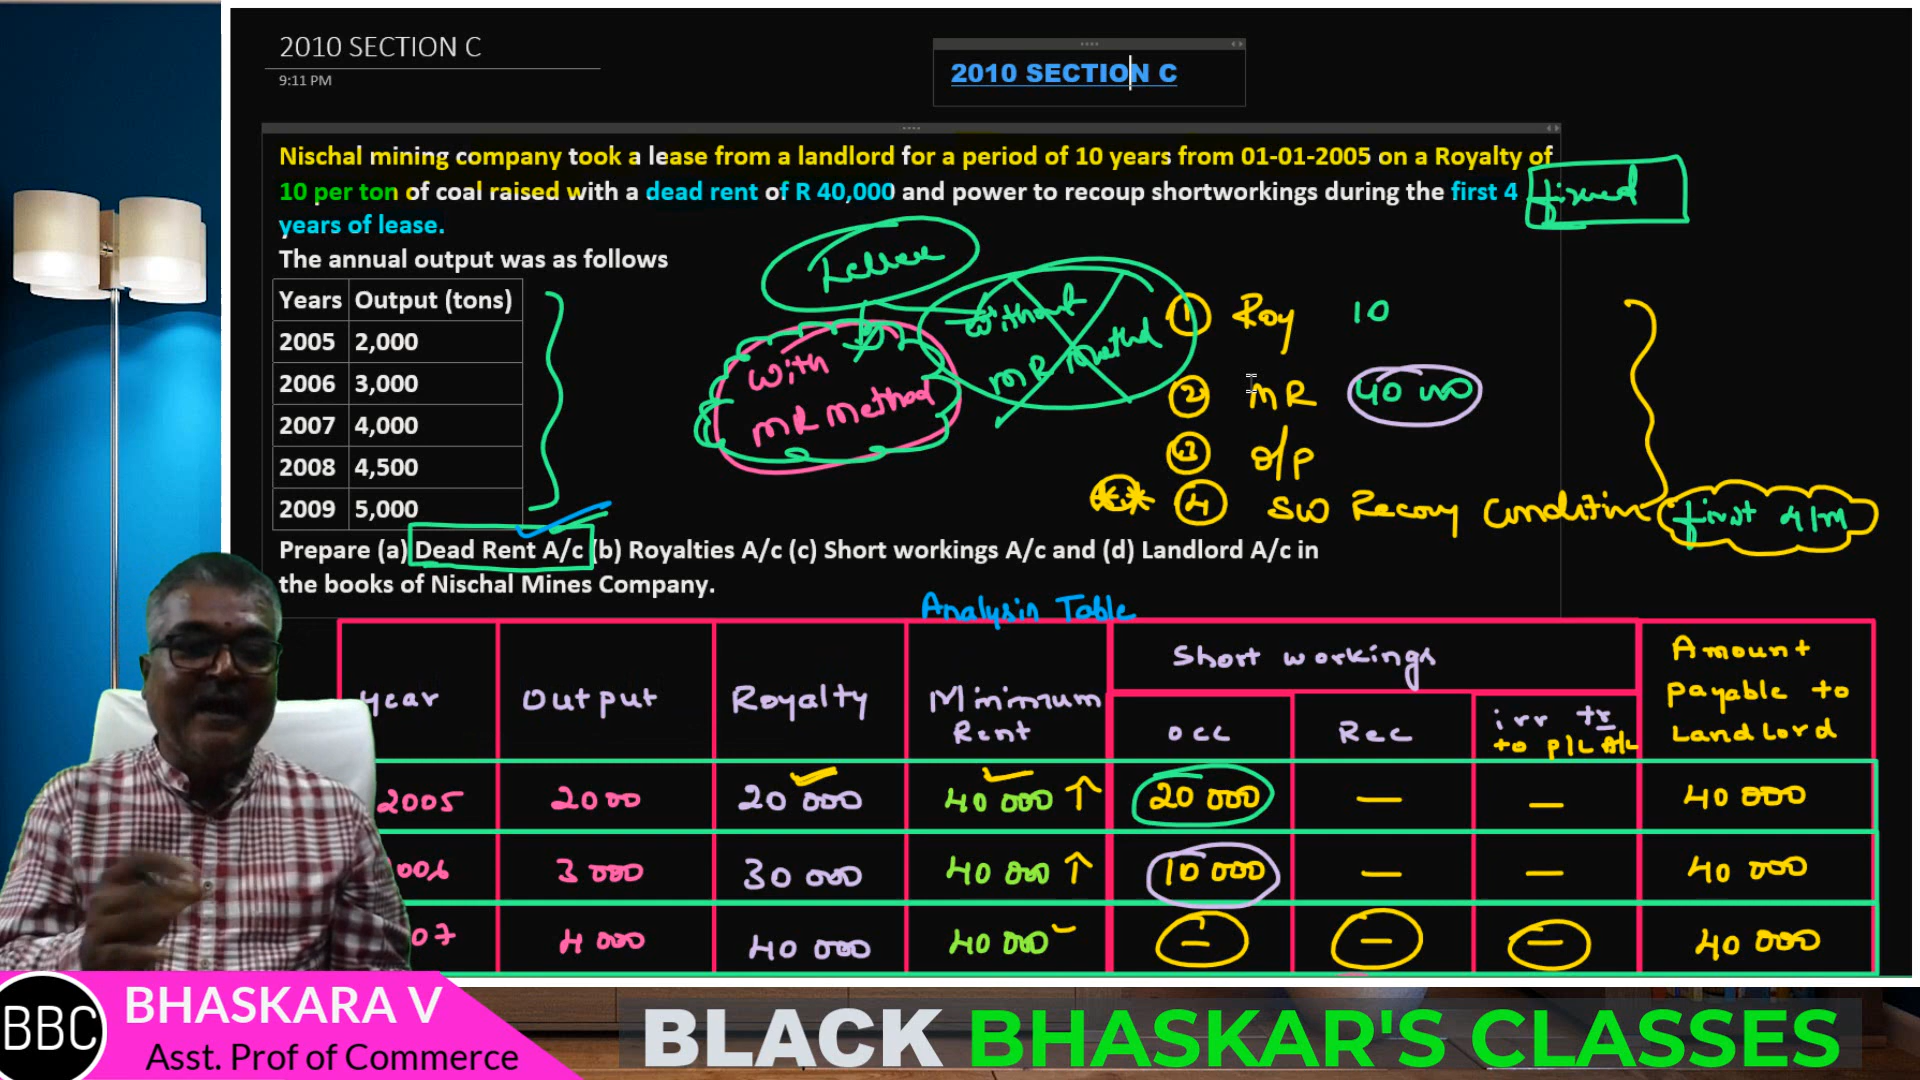 2010 SECTION C
9:11 PM
2010 SECTION C
Nischal mining company took a lease from a landlord for a period of 10 years from 01-01-2005 on a Royalty of
10 per ton of coal raised with a dead rent of R 40,000 and power to recoup shortworkings during the first 4
years of lease.
fixed
The annual output was as follows
Years Output (tons)
2005 2,000
2006 3,000
2007 4,000
2008 4,500
2009 5,000
Lessee
With
MR Method
Without
MR Method
1 Roy 10
2 MR 40 000
3 o/p
** 4 SW Recovy Condition
first 4
Prepare (a) Dead Rent A/c (b) Royalties A/c (c) Short workings A/c and (d) Landlord A/c in
the books of Nischal Mines Company.
Analysis Table
year Output Royalty Minimum Rent Short workings Amount payable to Landlord
occ Rec irr tr to P/L A/c
2005 2000 20 000 40 000 ↑ 20 000 — — 40 000
006 3 000 30 000 40 000 ↑ 10 000 — — 40 000
07 4 000 40 000 40 000 - — — — 40 000
BBC
BHASKARA V
Asst. Prof of Commerce
BLACK BHASKAR'S CLASSES